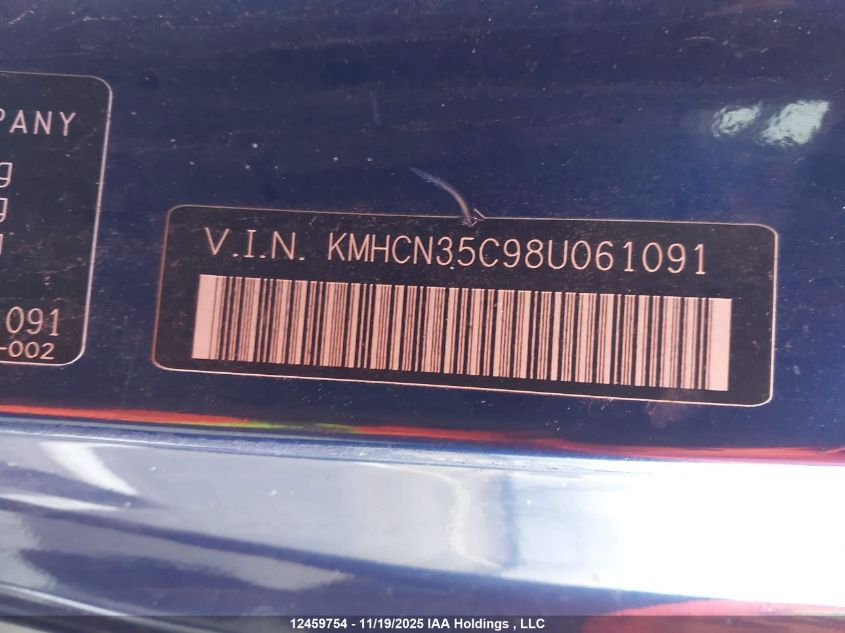 PANY
g
g
091
-002
V.I.N. KMHCN35C98U061091
12459754 - 11/19/2025 IAA Holdings , LLC